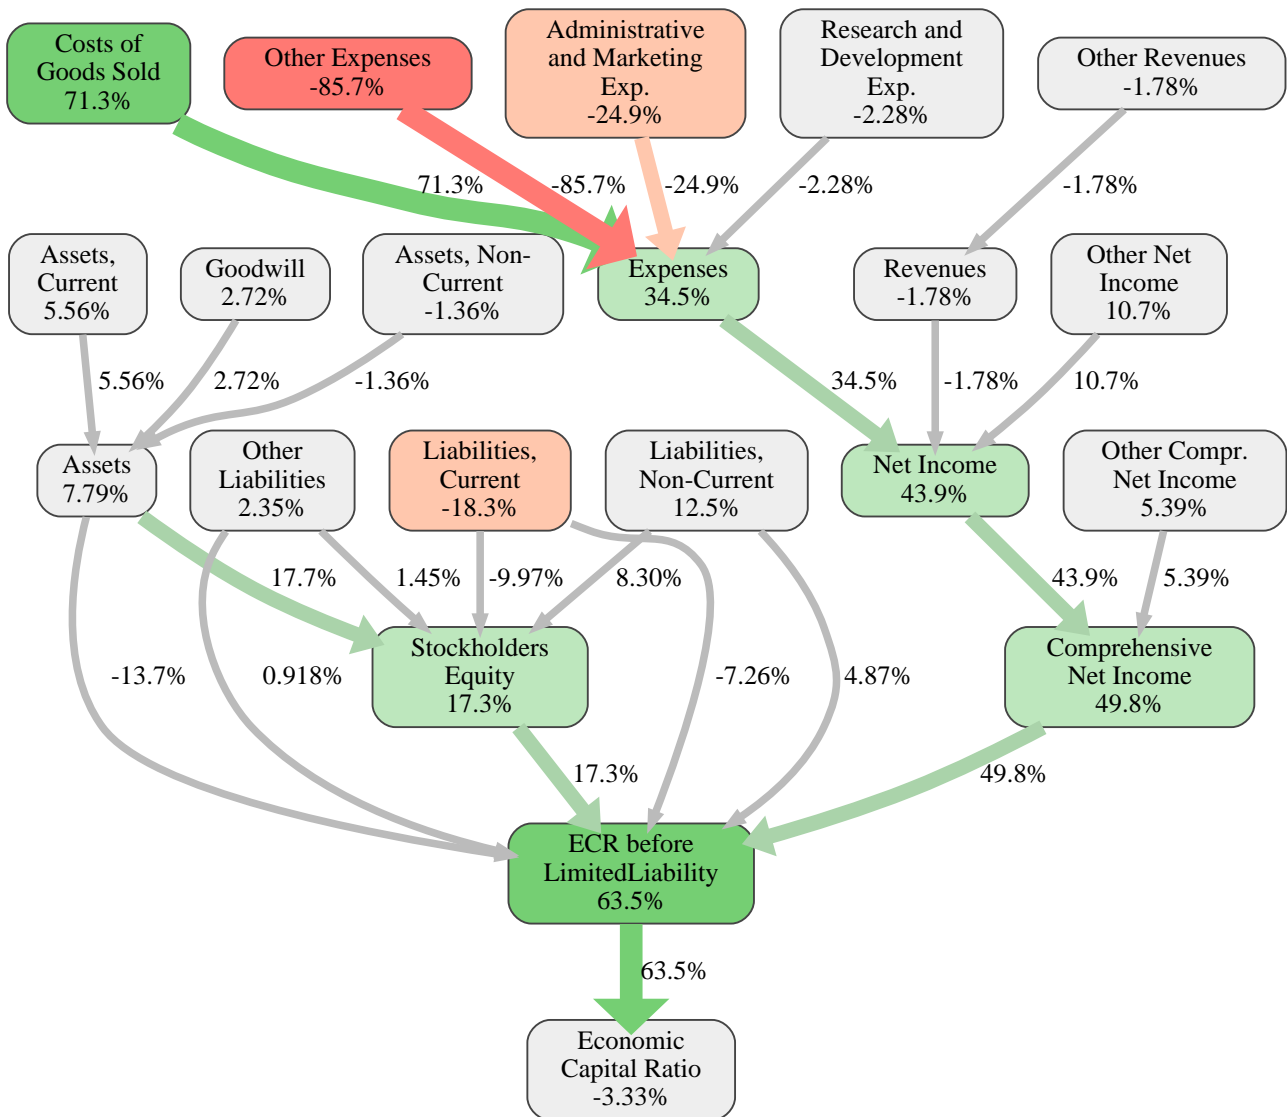 Costs of
Goods Sold
71.3%
Other Expenses
-85.7%
Administrative
and Marketing
Exp.
-24.9%
Research and
Development
Exp.
-2.28%
Other Revenues
-1.78%
71.3%
-85.7%
-24.9%
-2.28%
-1.78%
Assets,
Current
5.56%
Goodwill
2.72%
Assets, Non-
Current
-1.36%
Expenses
34.5%
Revenues
-1.78%
Other Net
Income
10.7%
5.56%
2.72%
-1.36%
34.5%
-1.78%
10.7%
Assets
7.79%
Other
Liabilities
2.35%
Liabilities,
Current
-18.3%
Liabilities,
Non-Current
12.5%
Net Income
43.9%
Other Compr.
Net Income
5.39%
17.7%
1.45%
-9.97%
8.30%
43.9%
5.39%
-13.7%
0.918%
Stockholders
Equity
17.3%
-7.26%
4.87%
Comprehensive
Net Income
49.8%
17.3%
49.8%
ECR before
LimitedLiability
63.5%
63.5%
Economic
Capital Ratio
-3.33%